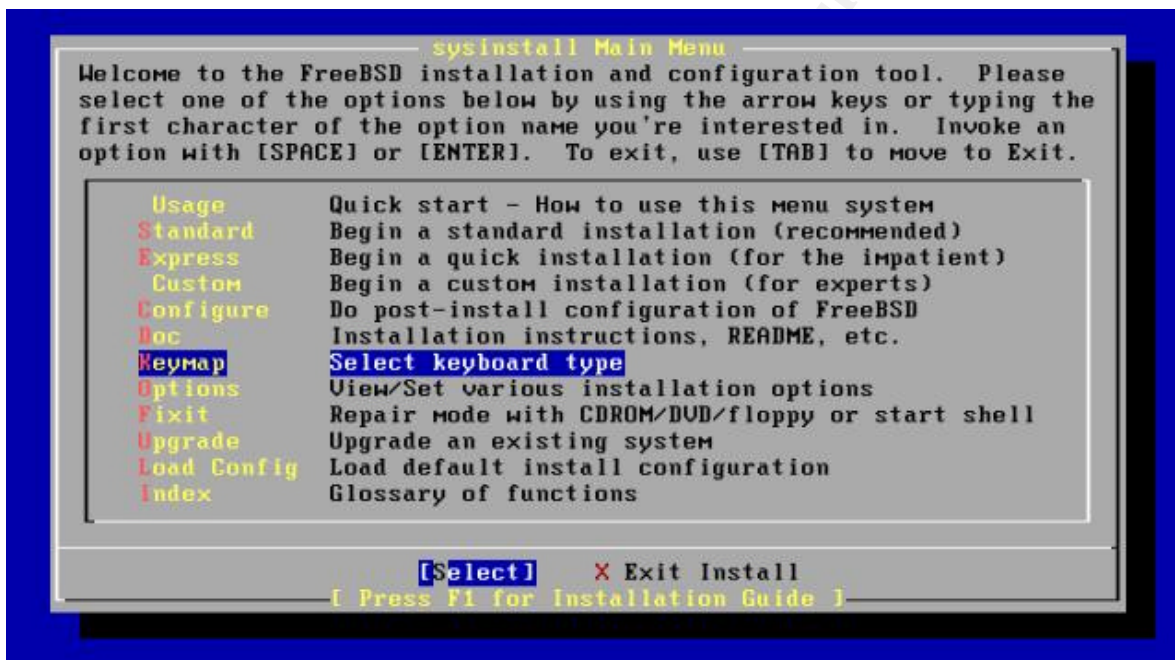 sysinstall Main Menu
Welcome to the FreeBSD installation and configuration tool.  Please
select one of the options below by using the arrow keys or typing the
first character of the option name you're interested in.  Invoke an
option with [SPACE] or [ENTER].  To exit, use [TAB] to move to Exit.
Usage Quick start - How to use this menu system
Standard Begin a standard installation (recommended)
Express Begin a quick installation (for the impatient)
Custom Begin a custom installation (for experts)
Configure Do post-install configuration of FreeBSD
Doc Installation instructions, README, etc.
Keymap Select keyboard type
Options View/Set various installation options
Fixit Repair mode with CDROM/DVD/floppy or start shell
Upgrade Upgrade an existing system
Load Config Load default install configuration
Index Glossary of functions
[Select] X Exit Install
[ Press F1 for Installation Guide ]